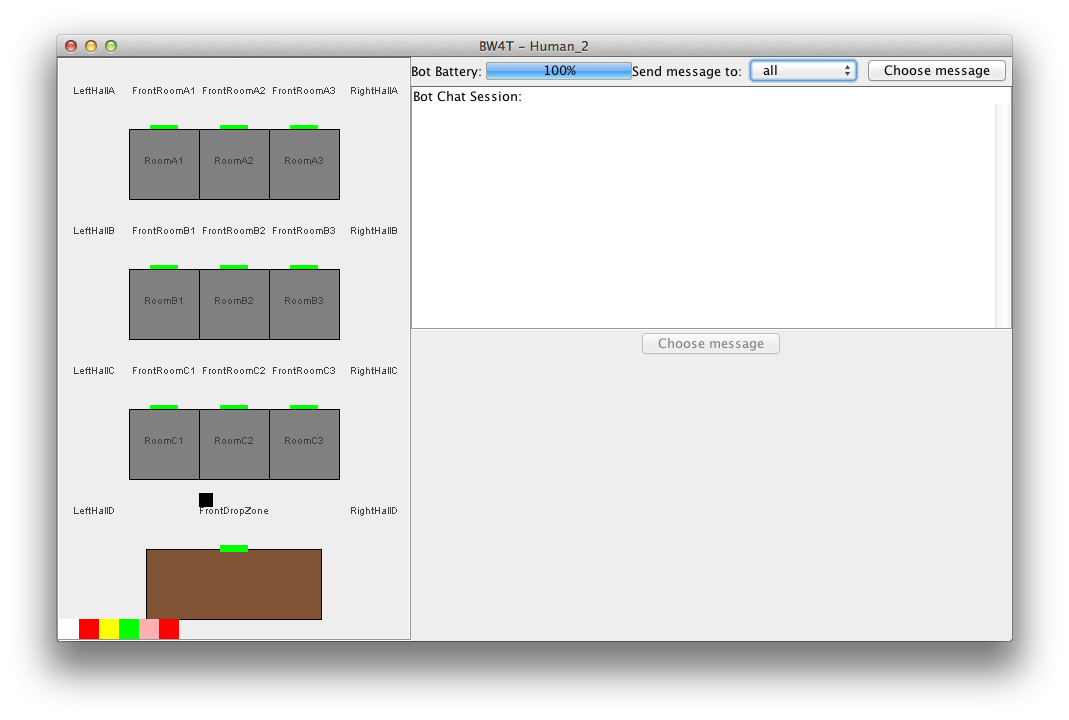 BW4T - Human_2
Bot Battery: 100% Send message to: all Choose message
Bot Chat Session:
LeftHallA FrontRoomA1 FrontRoomA2 FrontRoomA3 RightHallA
RoomA1 RoomA2 RoomA3
LeftHallB FrontRoomB1 FrontRoomB2 FrontRoomB3 RightHallB
RoomB1 RoomB2 RoomB3
Choose message
LeftHallC FrontRoomC1 FrontRoomC2 FrontRoomC3 RightHallC
RoomC1 RoomC2 RoomC3
LeftHallD FrontDropZone RightHallD